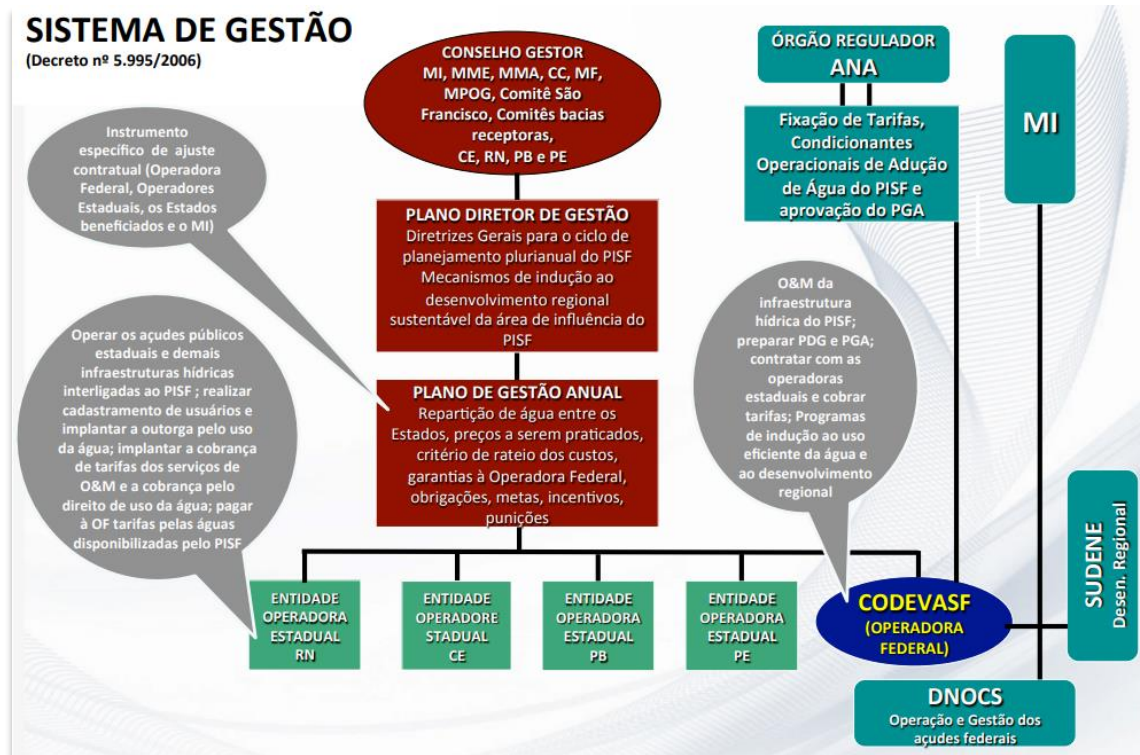 SISTEMA DE GESTÃO
(Decreto nº 5.995/2006)
CONSELHO GESTOR
MI, MME, MMA, CC, MF,
MPOG, Comitê São
Francisco, Comitês bacias
receptoras,
CE, RN, PB e PE
ÓRGÃO REGULADOR
ANA
Fixação de Tarifas,
Condicionantes
Operacionais de Adução
de Água do PISF e
aprovação do PGA
MI
Instrumento
específico de ajuste
contratual (Operadora
Federal, Operadores
Estaduais, os Estados
beneficiados e o MI)
PLANO DIRETOR DE GESTÃO
Diretrizes Gerais para o ciclo de
planejamento plurianual do PISF
Mecanismos de indução ao
desenvolvimento regional
sustentável da área de influência do
PISF
O&M da
infraestrutura
hídrica do PISF;
preparar PDG e PGA;
contratar com as
operadoras
estaduais e cobrar
tarifas; Programas
de indução ao uso
eficiente da água e
ao desenvolvimento
regional
Operar os açudes públicos
estaduais e demais
infraestruturas hídricas
interligadas ao PISF ; realizar
cadastramento de usuários e
implantar a outorga pelo uso
da água; implantar a cobrança
de tarifas dos serviços de
O&M e a cobrança pelo
direito de uso da água; pagar
à OF tarifas pelas águas
disponibilizadas pelo PISF
PLANO DE GESTÃO ANUAL
Repartição de água entre os
Estados, preços a serem praticados,
critério de rateio dos custos,
garantias à Operadora Federal,
obrigações, metas, incentivos,
punições
ENTIDADE
OPERADORA
ESTADUAL
RN
ENTIDADE
OPERADORE
STADUAL
CE
ENTIDADE
OPERADORA
ESTADUAL
PB
ENTIDADE
OPERADORA
ESTADUAL
PE
CODEVASF
(OPERADORA
FEDERAL)
SUDENE
Desen. Regional
DNOCS
Operação e Gestão dos
açudes federais